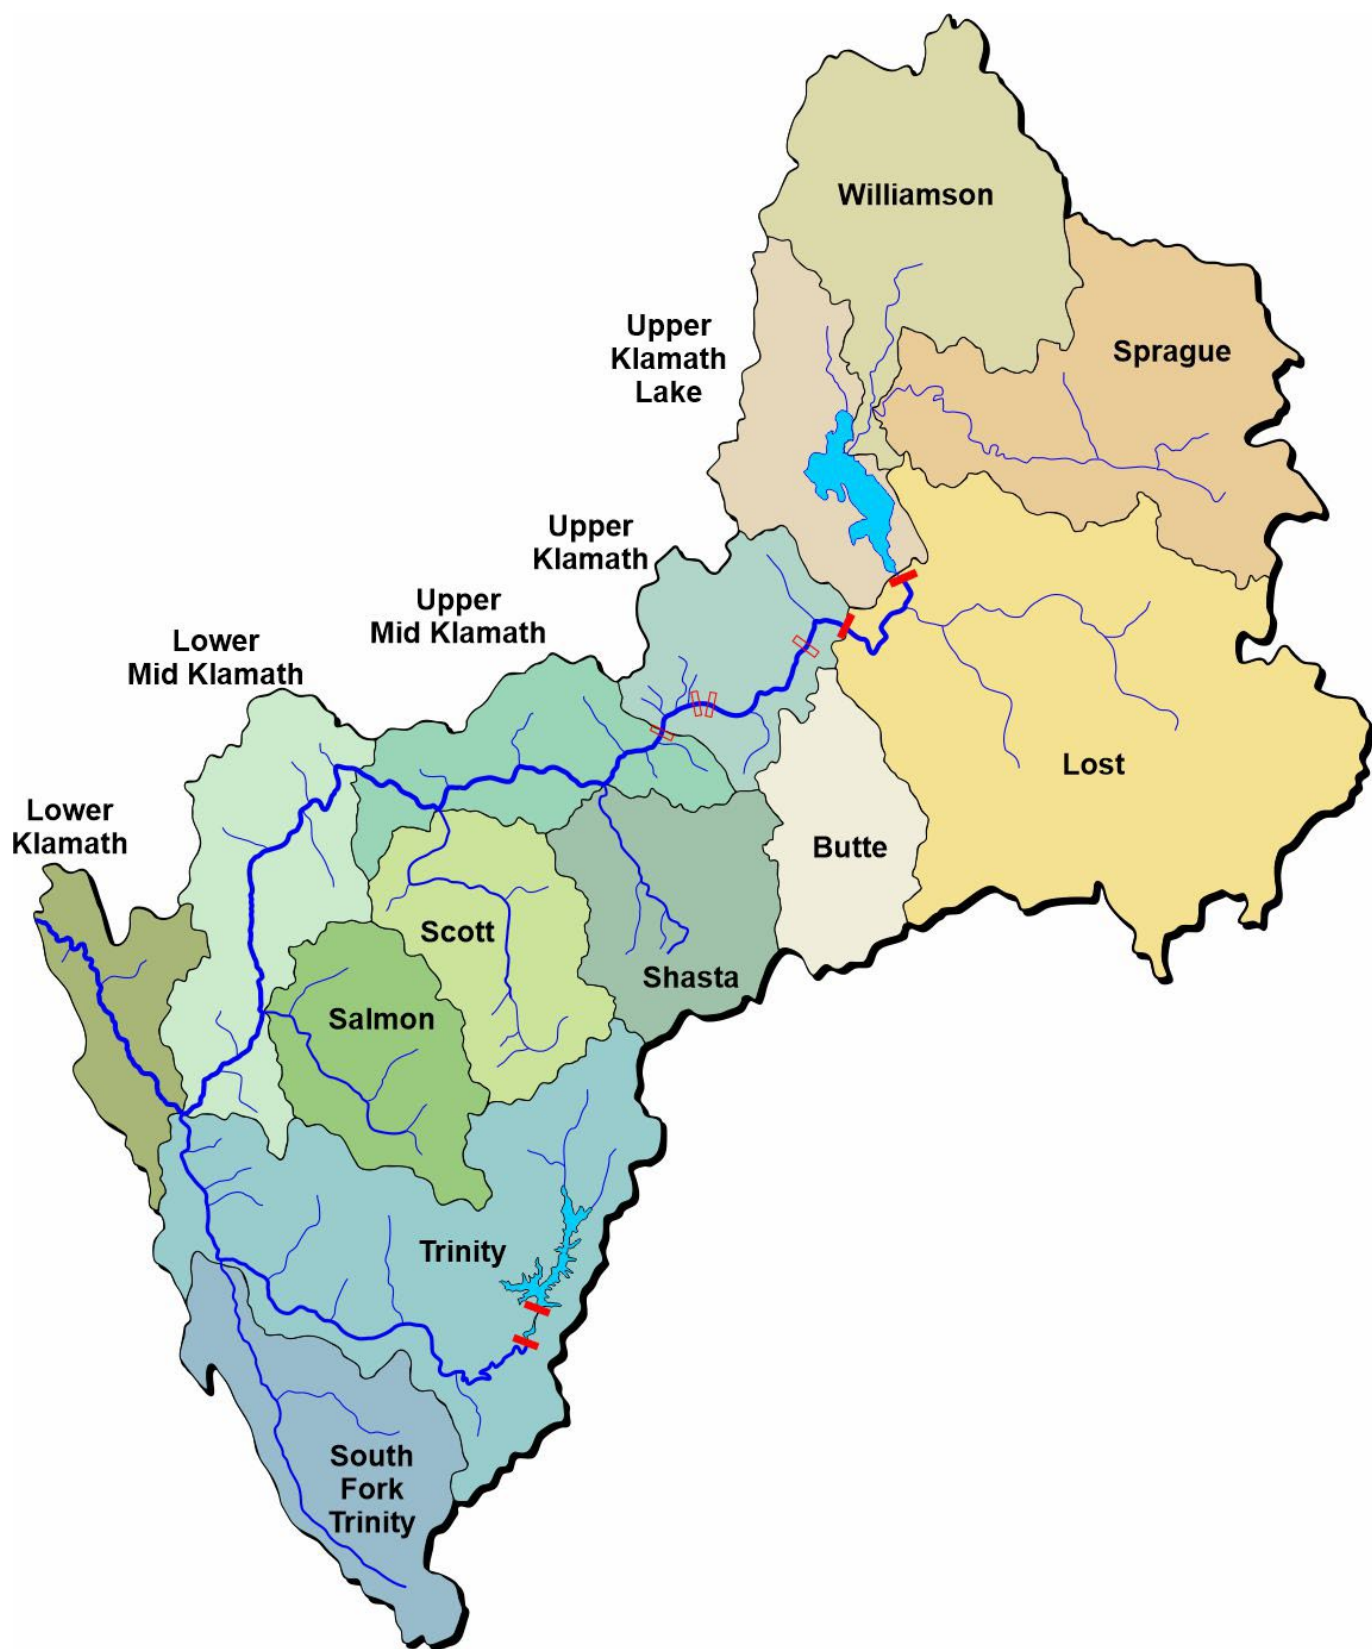 Williamson
Upper
Klamath
Lake
Sprague
Upper
Klamath
Upper
Mid Klamath
Lower
Mid Klamath
Lost
Lower
Klamath
Butte
Scott
Shasta
Salmon
Trinity
South
Fork
Trinity